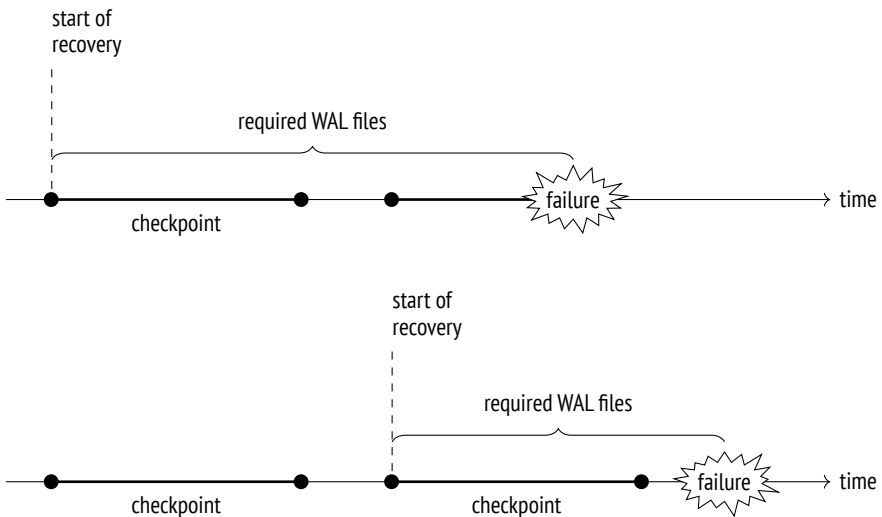 start of
recovery
required WAL files
failure
time
checkpoint
start of
recovery
required WAL files
failure
time
checkpoint
checkpoint